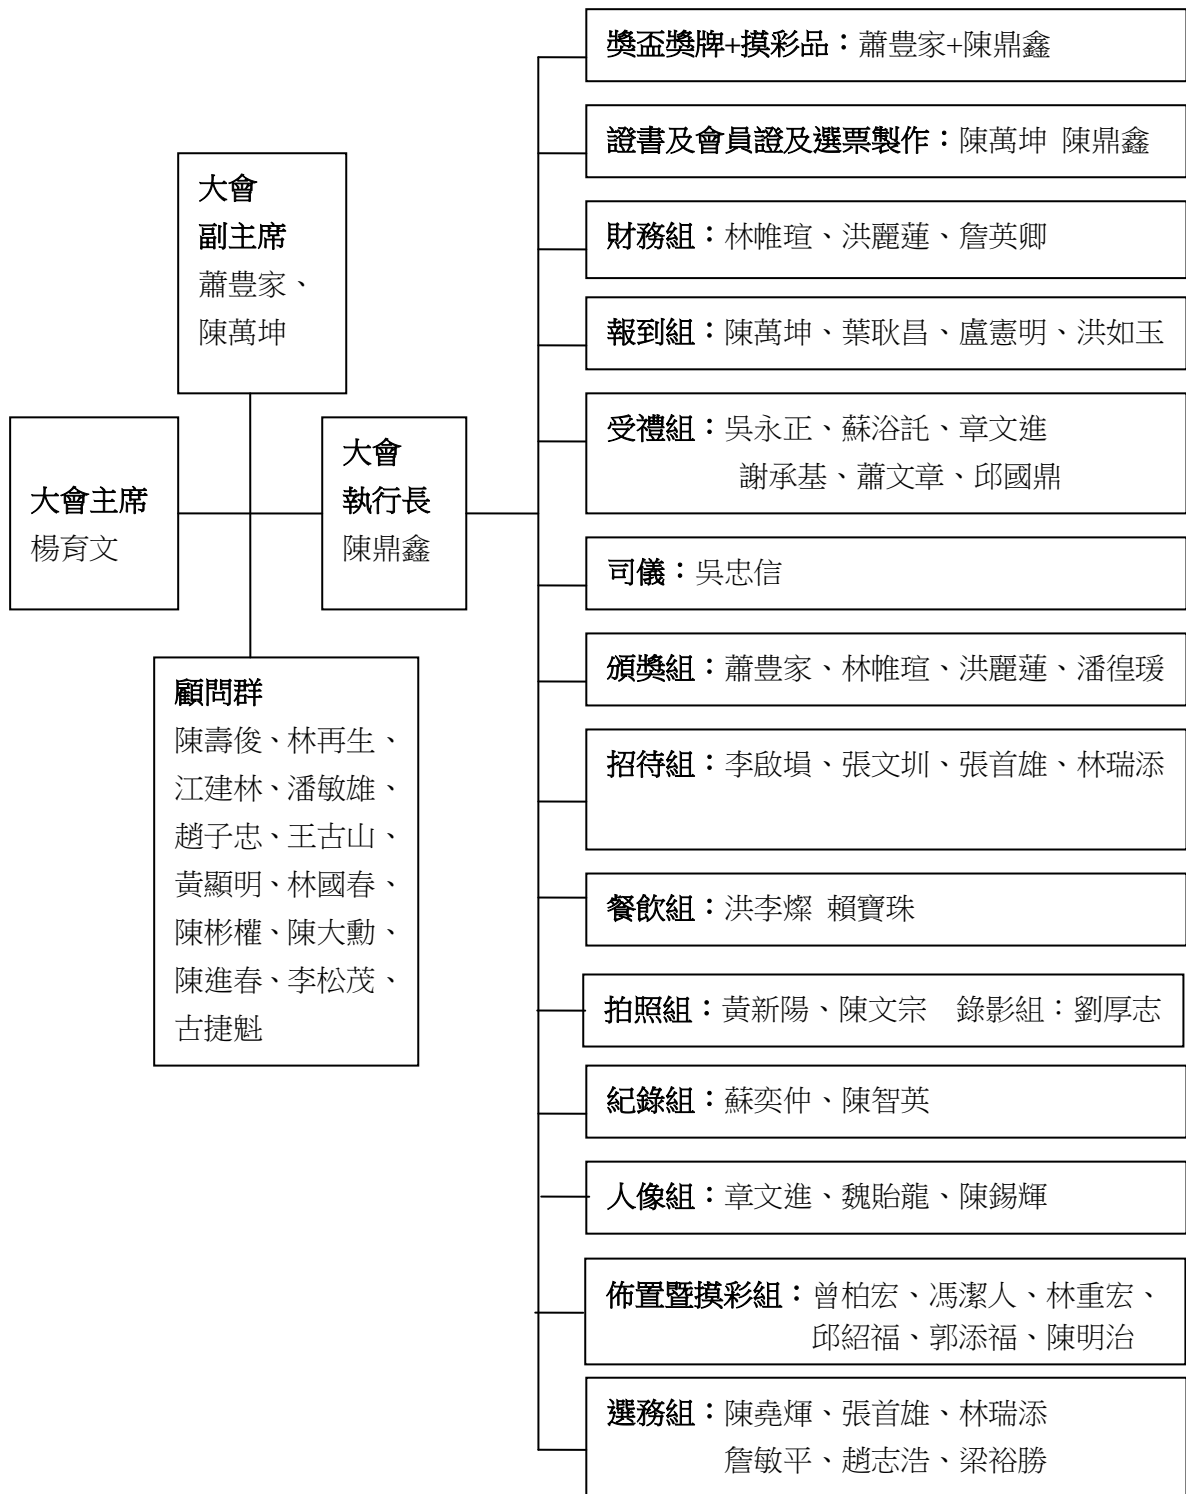 大會主席
楊育文
大會
副主席
蕭豊家、
陳萬坤
大會
執行長
陳鼎鑫
顧問群
陳壽俊、林再生、
江建林、潘敏雄、
趙子忠、王古山、
黃顯明、林國春、
陳彬權、陳大勳、
陳進春、李松茂、
古捷魁
獎盃獎牌+摸彩品：蕭豊家+陳鼎鑫
證書及會員證及選票製作：陳萬坤 陳鼎鑫
財務組：林帷瑄、洪麗蓮、詹英卿
報到組：陳萬坤、葉耿昌、盧憲明、洪如玉
受禮組：吳永正、蘇浴託、章文進
謝承基、蕭文章、邱國鼎
司儀：吳忠信
頒獎組：蕭豊家、林帷瑄、洪麗蓮、潘徨瑗
招待組：李啟塤、張文圳、張首雄、林瑞添
餐飲組：洪李燦 賴寶珠
拍照組：黃新陽、陳文宗　錄影組：劉厚志
紀錄組：蘇奕仲、陳智英
人像組：章文進、魏貽龍、陳錫輝
佈置暨摸彩組：曾柏宏、馮潔人、林重宏、
邱紹福、郭添福、陳明治
選務組：陳堯煇、張首雄、林瑞添
詹敏平、趙志浩、梁裕勝